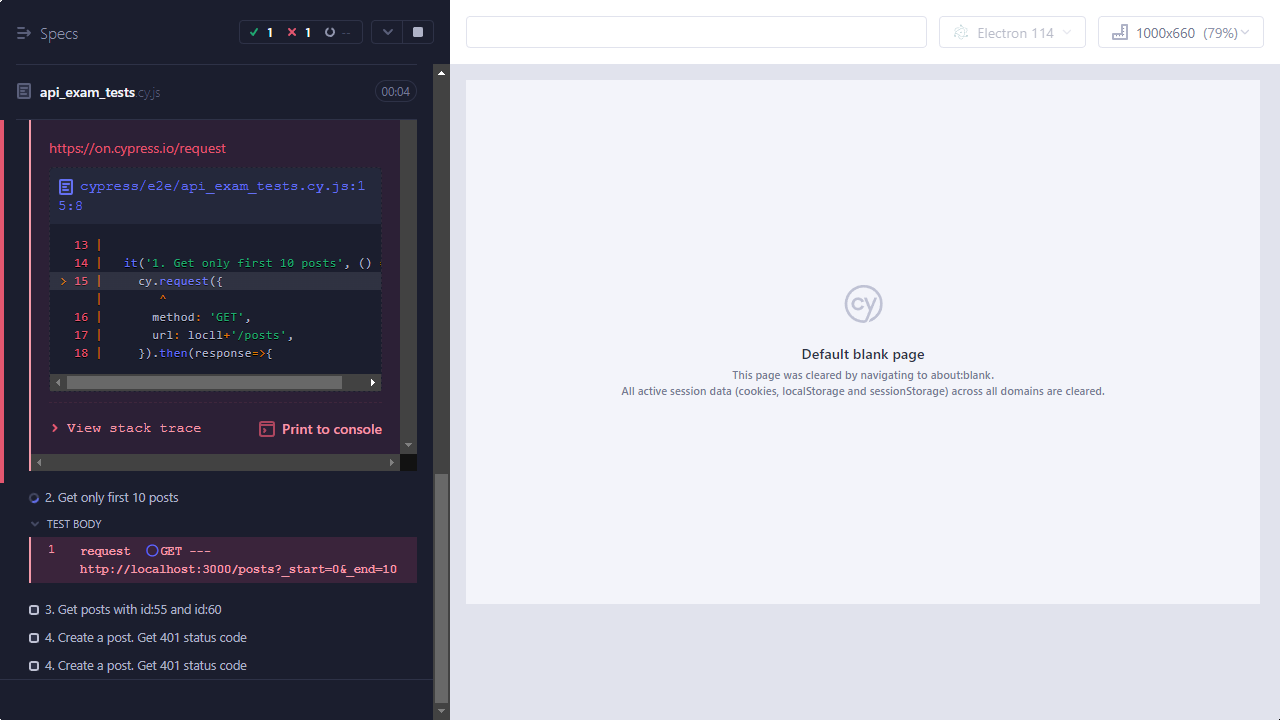 Specs
1
1
--
Electron 114
1000x660 (79%)
api_exam_tests.cy.js
00:04
https://on.cypress.io/request
cypress/e2e/api_exam_tests.cy.js:1
5:8
13 |
14 | it('1. Get only first 10 posts', () =
> 15 | cy.request({
| ^
16 | method: 'GET',
17 | url: locll+'/posts',
18 | }).then(response=>{
View stack trace
Print to console
2. Get only first 10 posts
TEST BODY
1 request GET ---
http://localhost:3000/posts?_start=0&_end=10
3. Get posts with id:55 and id:60
4. Create a post. Get 401 status code
4. Create a post. Get 401 status code
cy
Default blank page
This page was cleared by navigating to about:blank.
All active session data (cookies, localStorage and sessionStorage) across all domains are cleared.